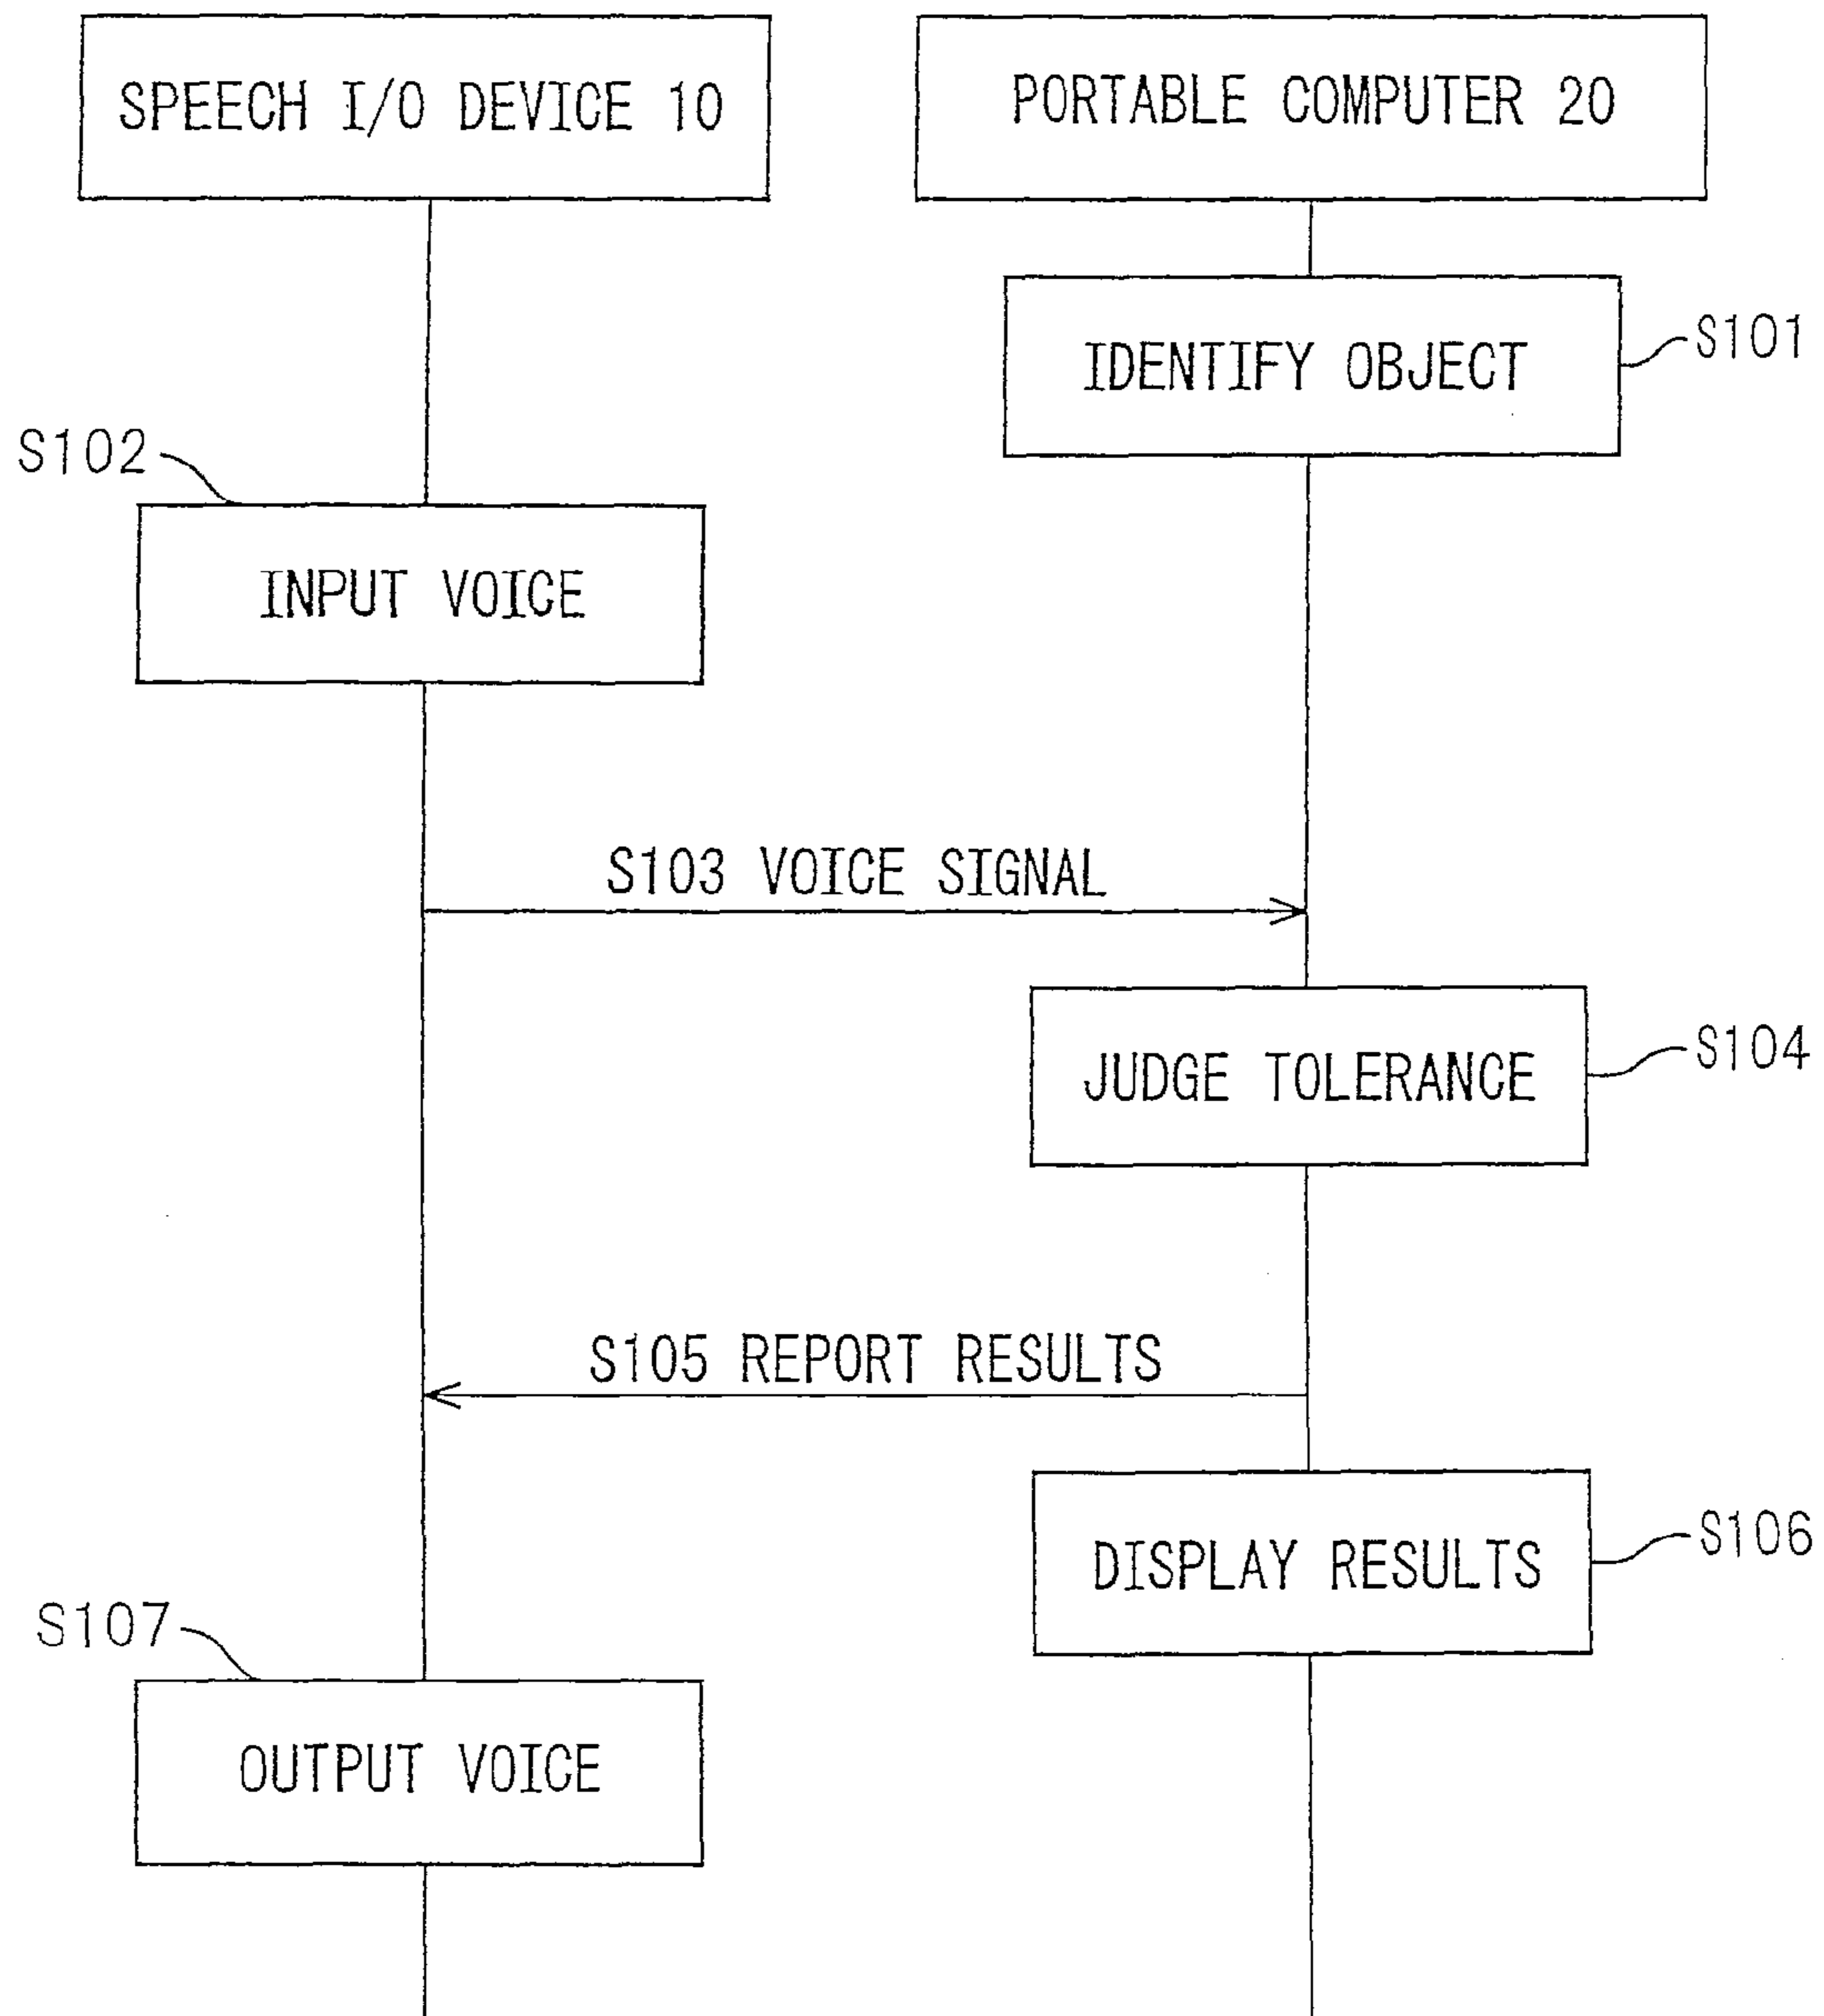 SPEECH I/O DEVICE 10
PORTABLE COMPUTER 20
IDENTIFY OBJECT
S101
S102
INPUT VOICE
S103 VOICE SIGNAL
JUDGE TOLERANCE
S104
S105 REPORT RESULTS
DISPLAY RESULTS
S106
S107
OUTPUT VOICE